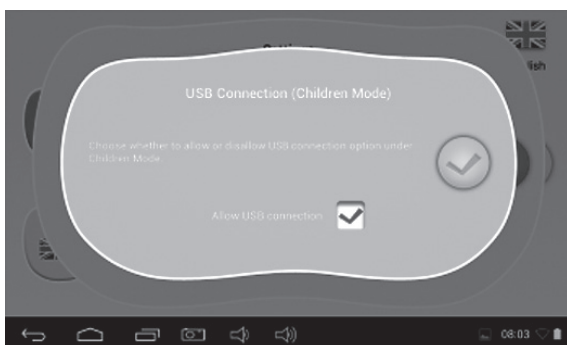 USB Connection (Children Mode)
Choose whether to allow or disallow USB connection option under
Children Mode
Allow USB connection
08:03